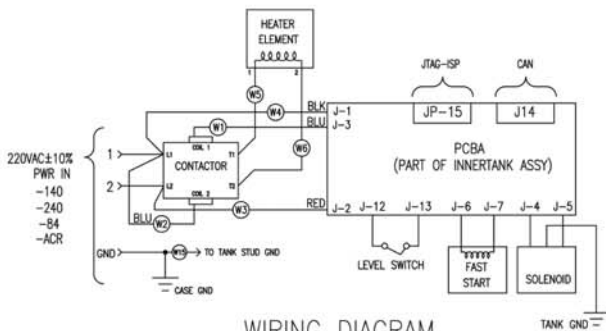 HEATER
ELEMENT
1 2
JTAG-ISP CAN
W5 W4 BLK J-1 JP-15 J14
W1 BLU J-3
COIL 1 W6
PCBA
(PART OF INNERTANK ASSY)
220VAC±10%
PWR IN
-140
-240
-84
-ACR
1 L1 T1
CONTACTOR
2 L2 T2
COIL 2
BLU W2 W3 RED J-2 J-12 J-13 J-6 J-7 J-4 J-5
GND W15 TO TANK STUD GND
CASE GND
LEVEL SWITCH
FAST
START
SOLENOID
TANK GND
WIRING DIAGRAM